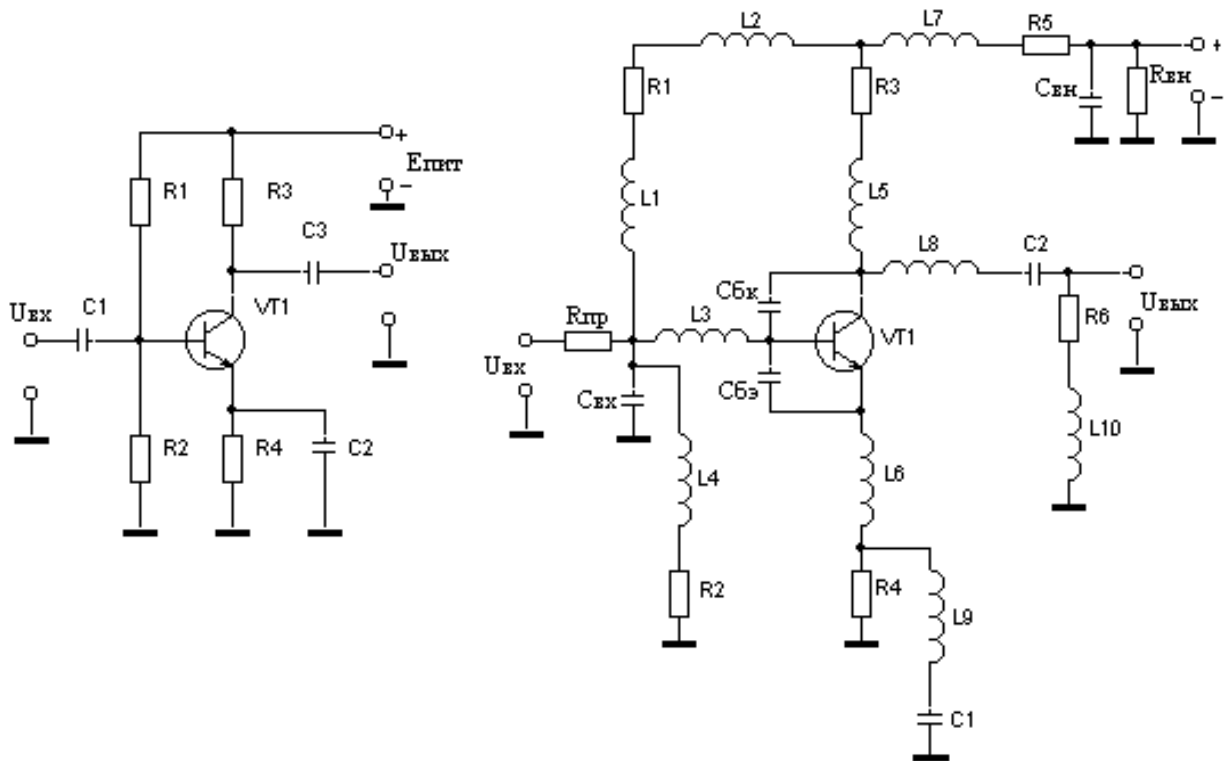 R1
R3
+
Eпит
-
C3
Uвых
Uвх
C1
VT1
R2
R4
C2
L2
L7
R5
+
R1
R3
Cвн
Rвн
-
L1
L5
L8
C2
Cбк
Rпр
L3
VT1
R6
Uвых
Uвх
Cвх
Cбэ
L10
L4
L6
R2
R4
L9
C1